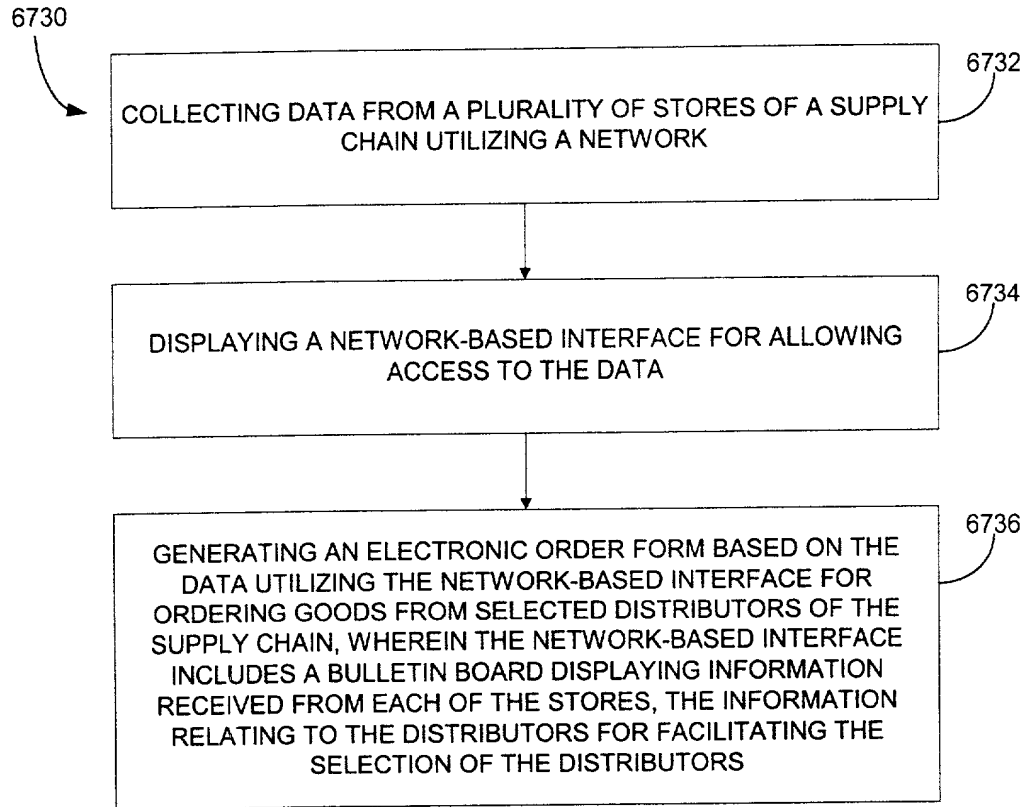 6730
6732
COLLECTING DATA FROM A PLURALITY OF STORES OF A SUPPLY
CHAIN UTILIZING A NETWORK
6734
DISPLAYING A NETWORK-BASED INTERFACE FOR ALLOWING
ACCESS TO THE DATA
6736
GENERATING AN ELECTRONIC ORDER FORM BASED ON THE
DATA UTILIZING THE NETWORK-BASED INTERFACE FOR
ORDERING GOODS FROM SELECTED DISTRIBUTORS OF THE
SUPPLY CHAIN, WHEREIN THE NETWORK-BASED INTERFACE
INCLUDES A BULLETIN BOARD DISPLAYING INFORMATION
RECEIVED FROM EACH OF THE STORES, THE INFORMATION
RELATING TO THE DISTRIBUTORS FOR FACILITATING THE
SELECTION OF THE DISTRIBUTORS